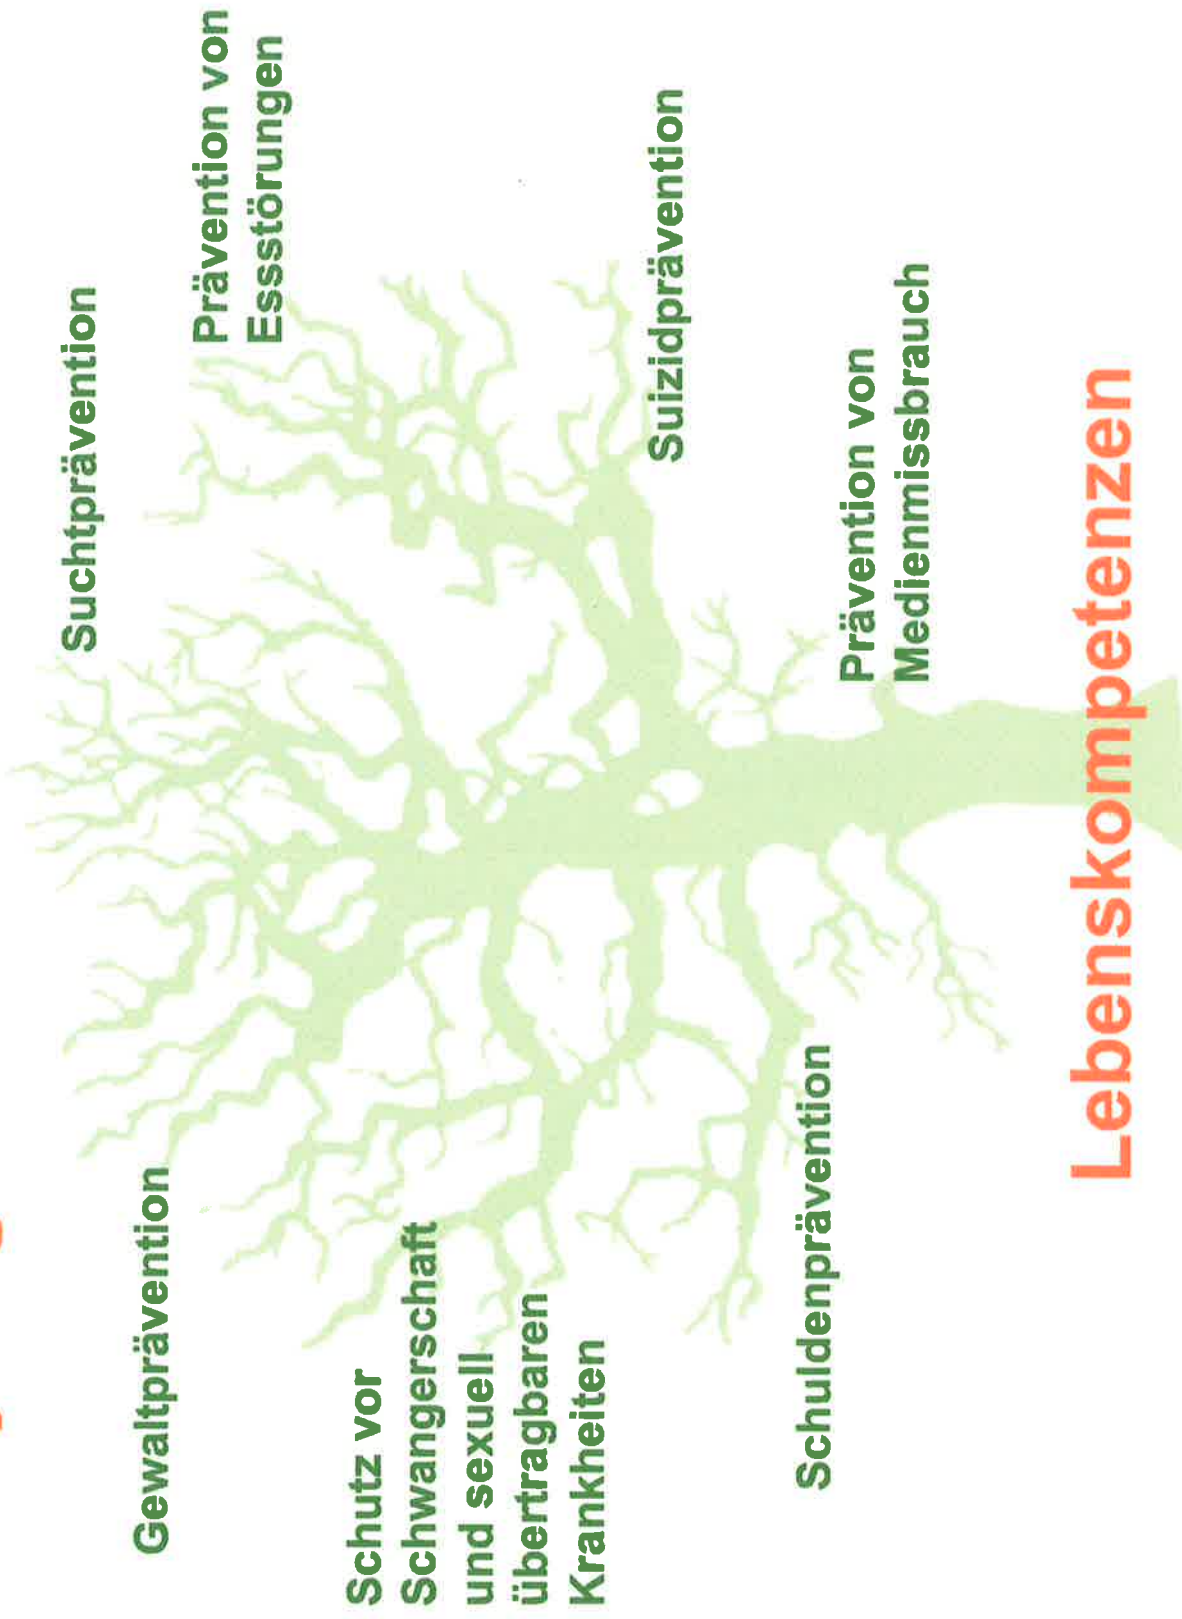 Suchtprävention
Prävention von
Essstörungen
Gewaltprävention
Schutz vor
Schwangerschaft
und sexuell
übertragbaren
Krankheiten
Suizidprävention
Schuldenprävention
Prävention von
Medienmissbrauch
Lebenskompetenzen